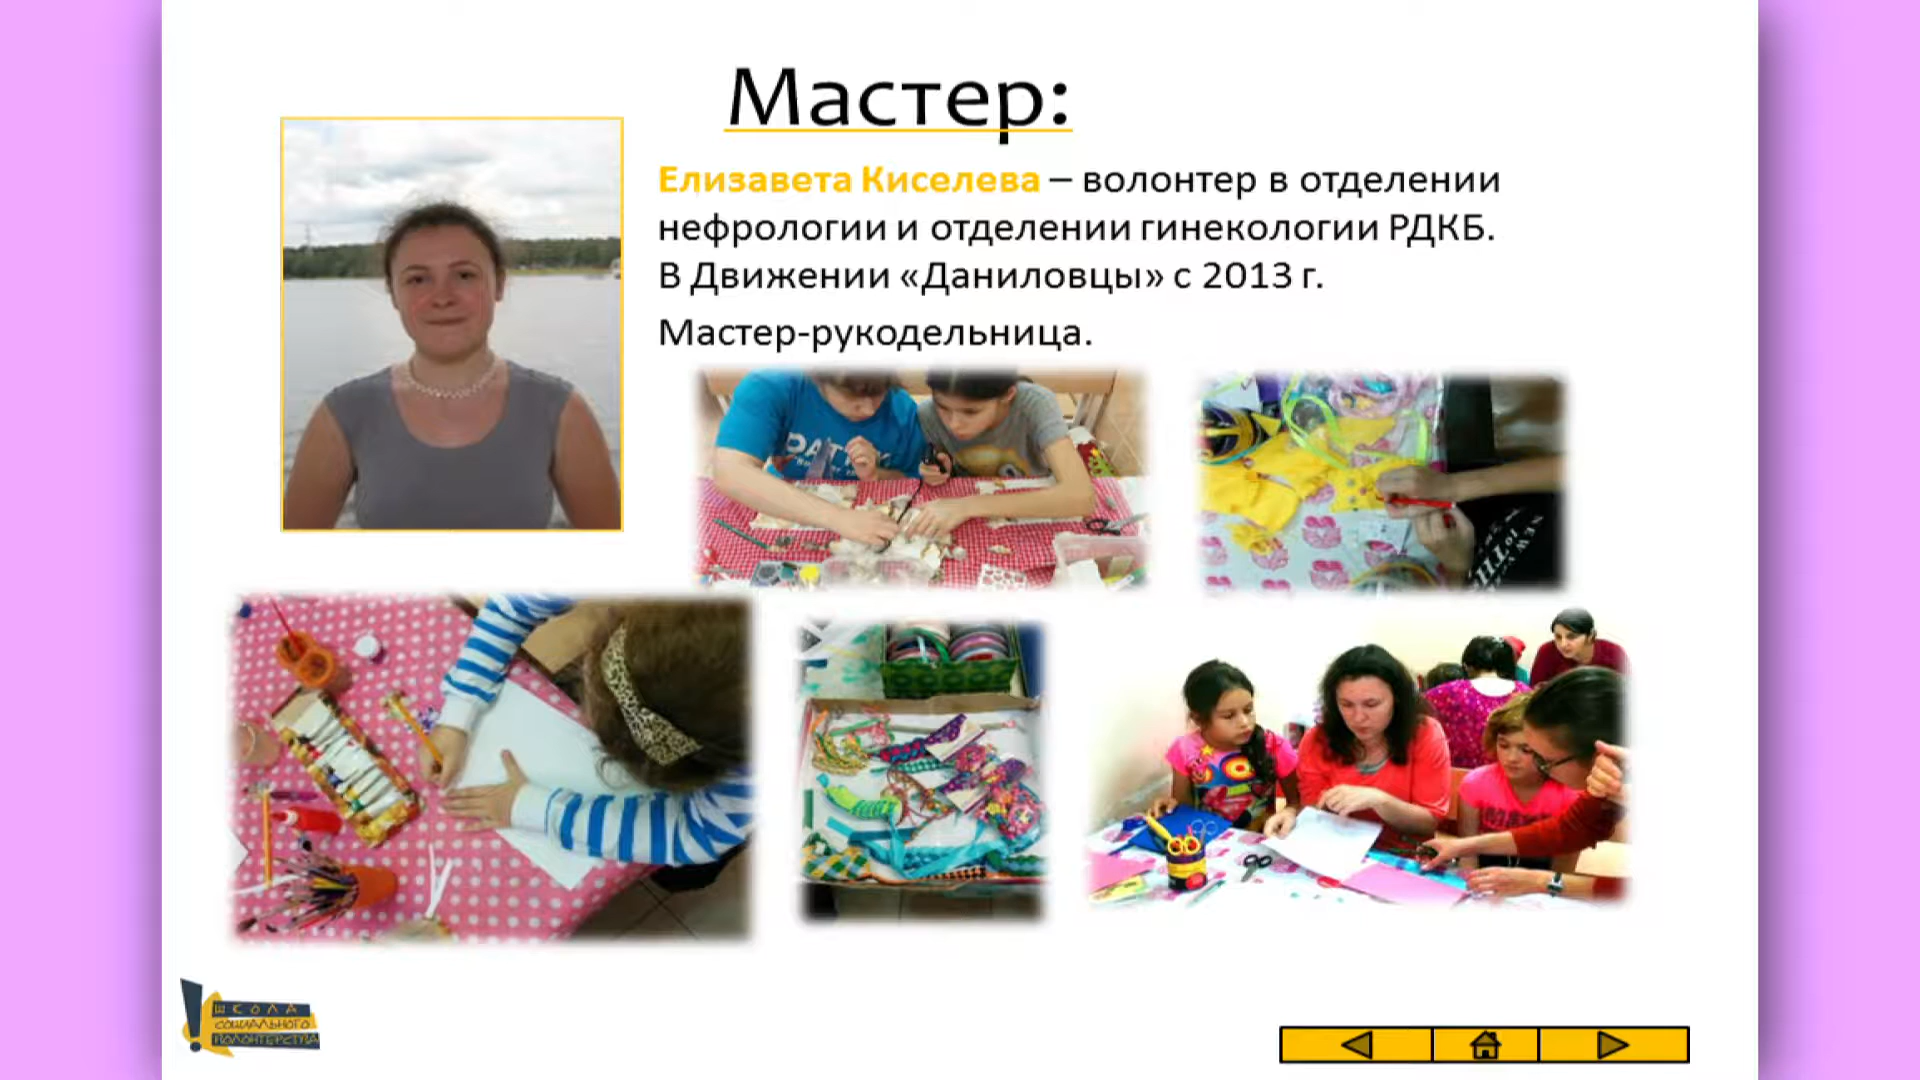 Мастер:
Елизавета Киселева – волонтер в отделении
нефрологии и отделении гинекологии РДКБ.
В Движении «Даниловцы» с 2013 г.
Мастер-рукодельница.
ШКОЛА
СОЦИАЛЬНОГО
ВОЛОНТЕРСТВА